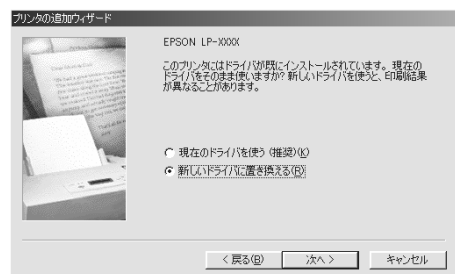 プリンタの追加ウィザード
EPSON LP-XXXX
このプリンタにはドライバが既にインストールされています。現在の
ドライバをそのまま使いますか? 新しいドライバを使うと、印刷結果
が異なることがあります。
現在のドライバを使う (推奨)(K)
新しいドライバに置き換える(R)
< 戻る(B)
次へ >
キャンセル